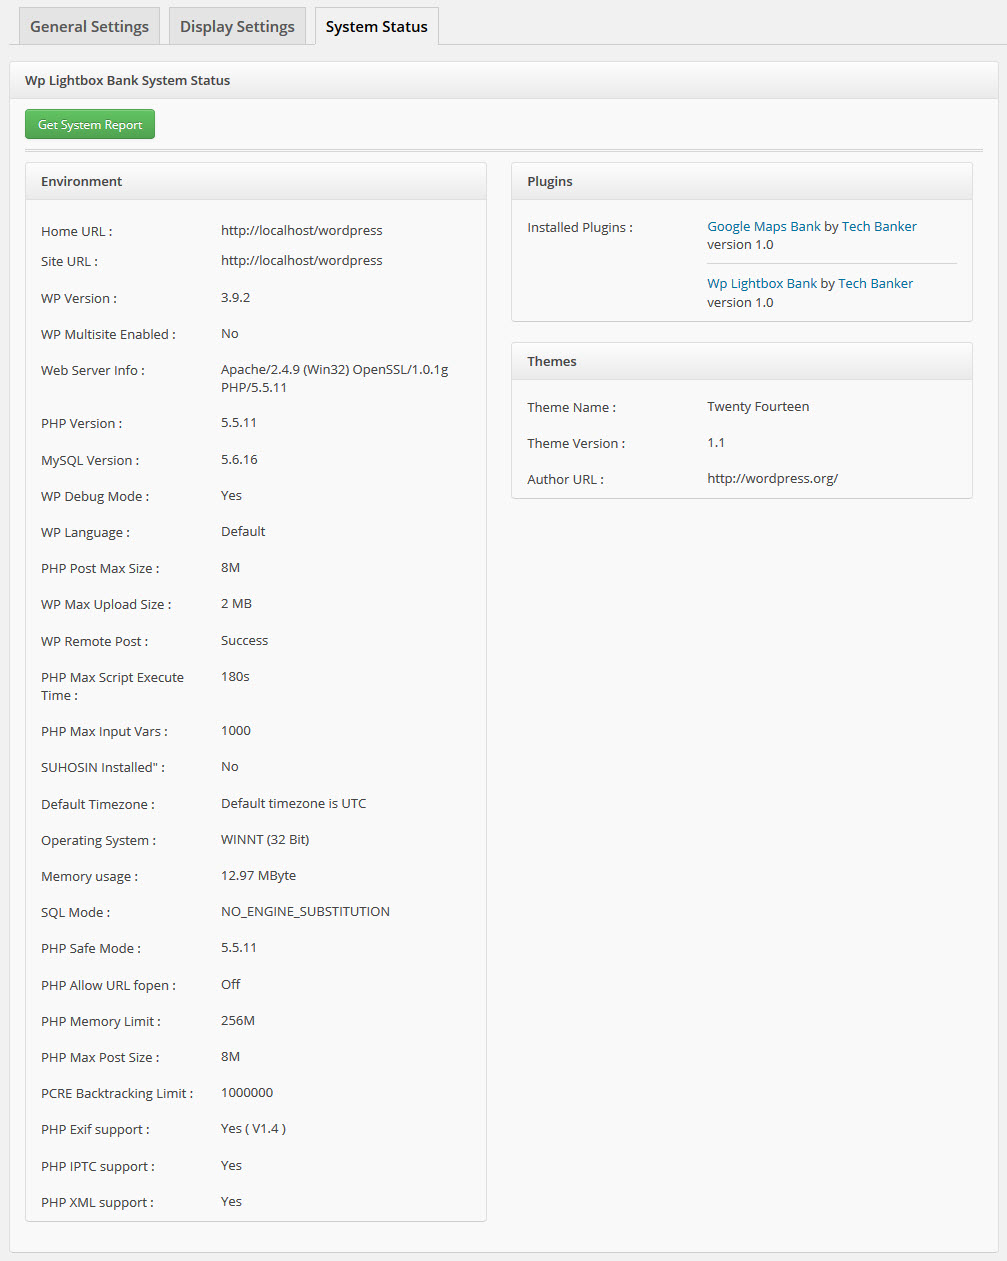 General Settings
Display Settings
System Status
Wp Lightbox Bank System Status
Get System Report
Environment
Home URL : http://localhost/wordpress
Site URL : http://localhost/wordpress
WP Version : 3.9.2
WP Multisite Enabled : No
Web Server Info : Apache/2.4.9 (Win32) OpenSSL/1.0.1g
PHP/5.5.11
PHP Version : 5.5.11
MySQL Version : 5.6.16
WP Debug Mode : Yes
WP Language : Default
PHP Post Max Size : 8M
WP Max Upload Size : 2 MB
WP Remote Post : Success
PHP Max Script Execute 180s
Time :
PHP Max Input Vars : 1000
SUHOSIN Installed" : No
Default Timezone : Default timezone is UTC
Operating System : WINNT (32 Bit)
Memory usage : 12.97 MByte
SQL Mode : NO_ENGINE_SUBSTITUTION
PHP Safe Mode : 5.5.11
PHP Allow URL fopen : Off
PHP Memory Limit : 256M
PHP Max Post Size : 8M
PCRE Backtracking Limit : 1000000
PHP Exif support : Yes ( V1.4 )
PHP IPTC support : Yes
PHP XML support : Yes
Plugins
Installed Plugins : Google Maps Bank by Tech Banker
version 1.0
Wp Lightbox Bank by Tech Banker
version 1.0
Themes
Theme Name : Twenty Fourteen
Theme Version : 1.1
Author URL : http://wordpress.org/